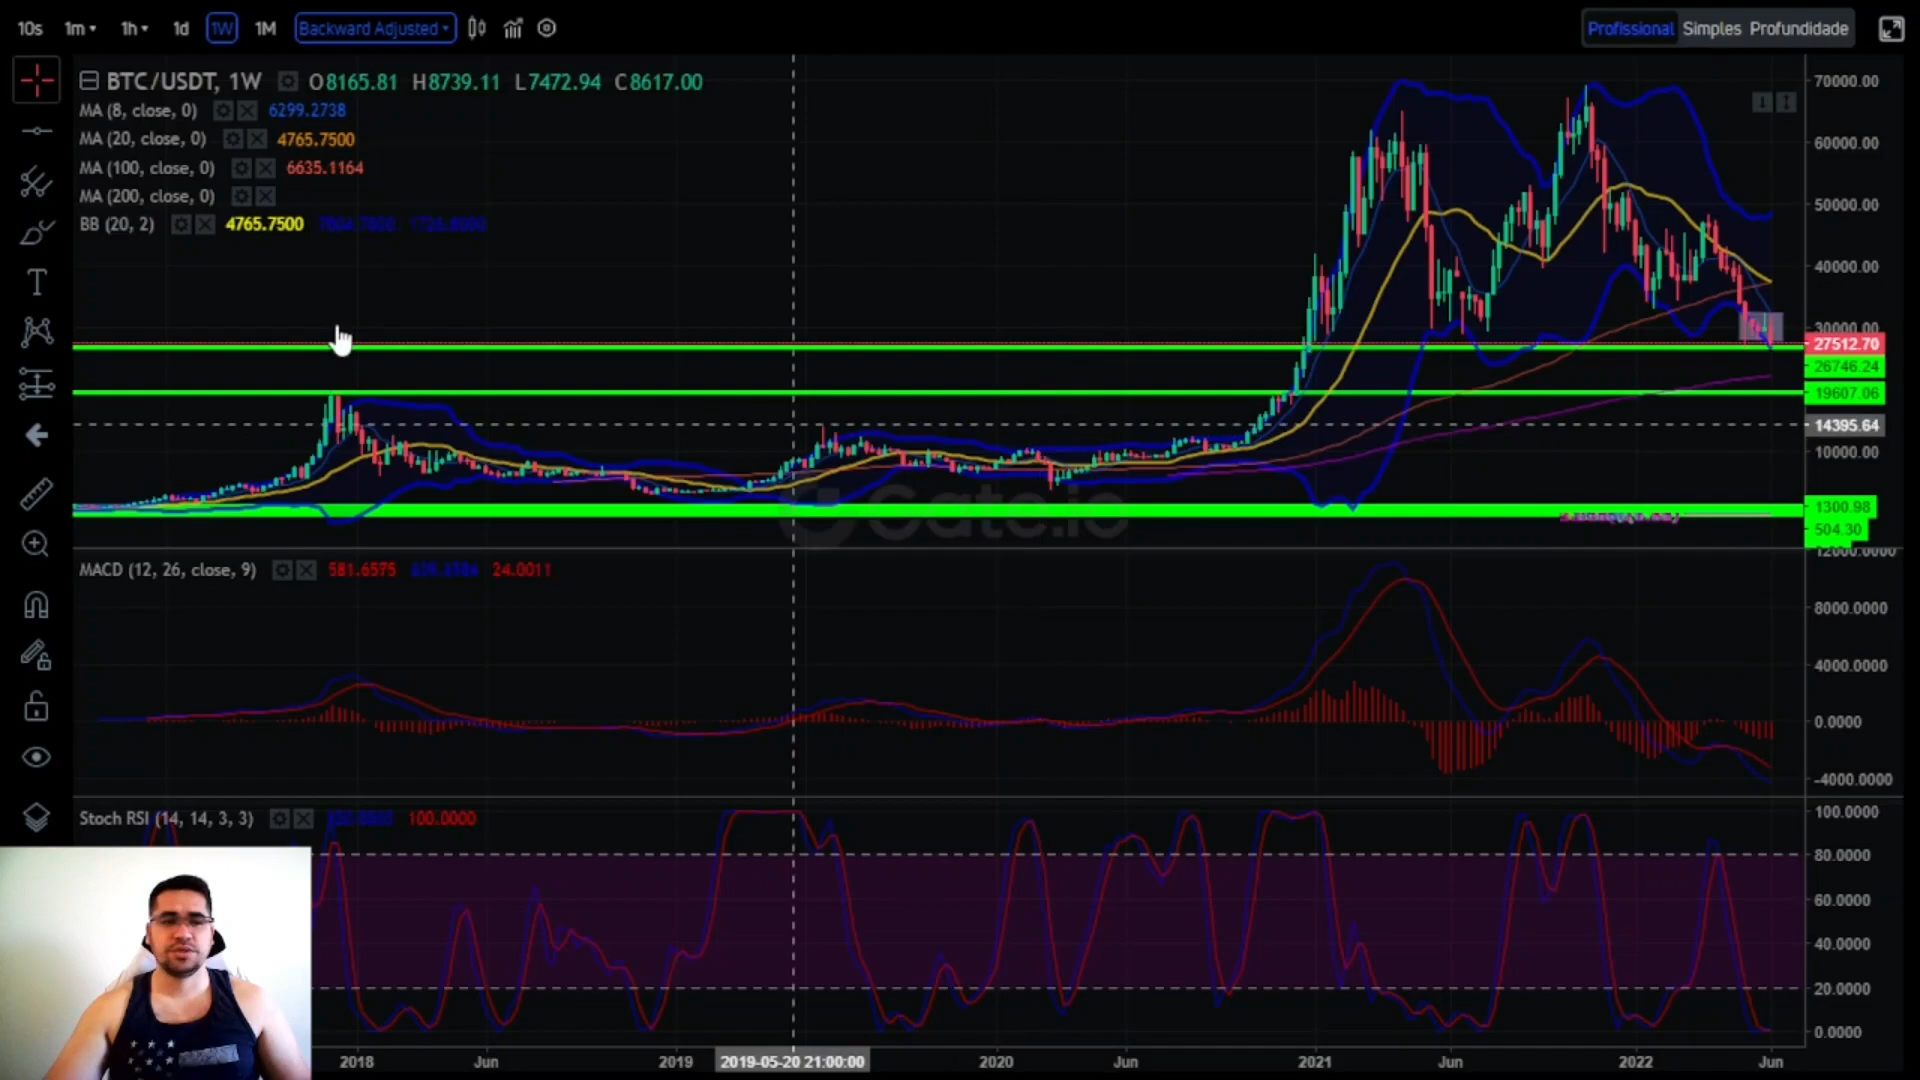 10s 1m 1h 1d 1W 1M Backward Adjusted
Profissional Simples Profundidade
BTC/USDT, 1W O8165.81 H8739.11 L7472.94 C8617.00
MA (8, close, 0) 6299.2738
MA (20, close, 0) 4765.7500
MA (100, close, 0) 6635.1164
MA (200, close, 0)
BB (20, 2) 4765.7500
70000.00
60000.00
50000.00
40000.00
30000.00
27512.70
26746.24
19607.06
14395.64
10000.00
1300.98
504.30
Gate.io
MACD (12, 26, close, 9) 581.6575 24.0011
12000.0000
8000.0000
4000.0000
0.0000
-4000.0000
Stoch RSI (14, 14, 3, 3) 100.0000
100.0000
80.0000
60.0000
40.0000
20.0000
0.0000
2018 Jun 2019 2019-05-20 21:00:00 2020 Jun 2021 Jun 2022 Jun